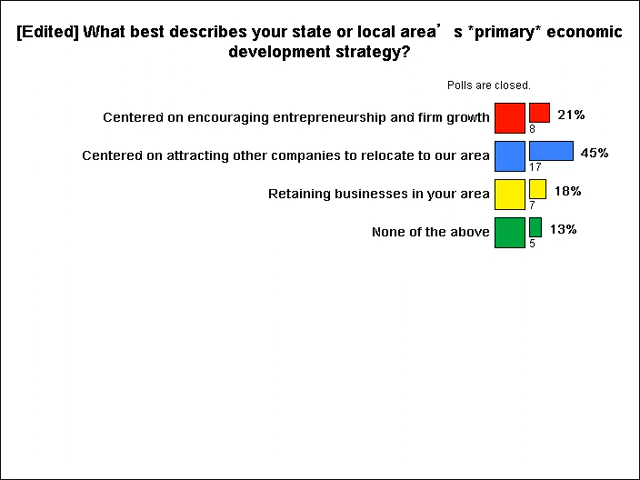 [Edited] What best describes your state or local area’s *primary* economic
development strategy?
Polls are closed.
Centered on encouraging entrepreneurship and firm growth 21%
8
Centered on attracting other companies to relocate to our area 45%
17
Retaining businesses in your area 18%
7
None of the above 13%
5